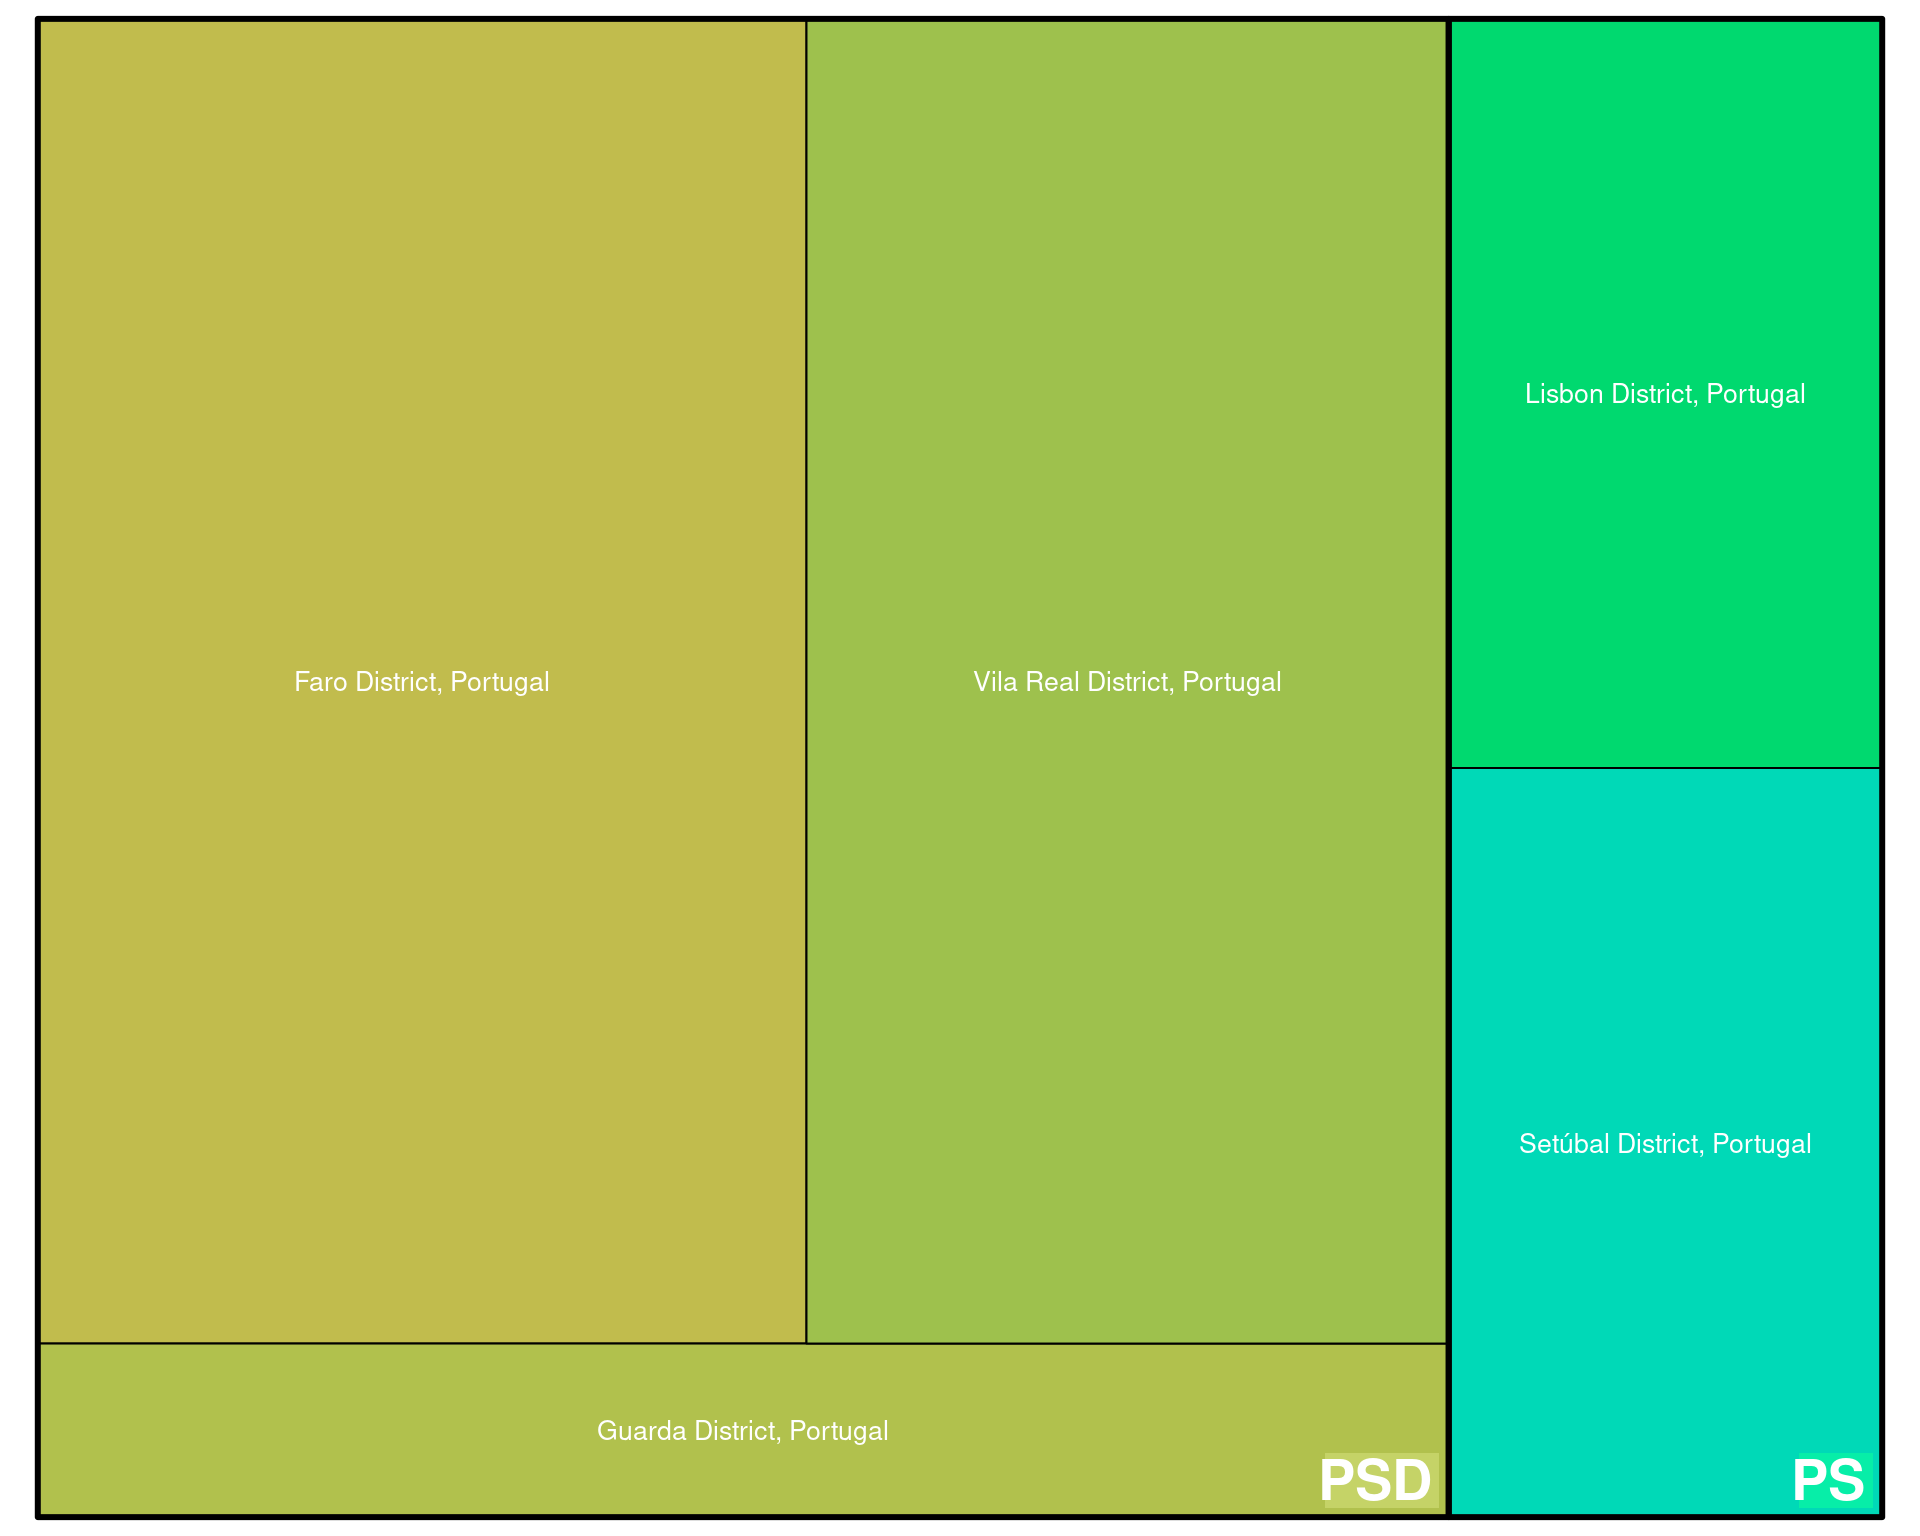 Lisbon District, Portugal
Faro District, Portugal
Vila Real District, Portugal
Setúbal District, Portugal
Guarda District, Portugal
PSD
PS